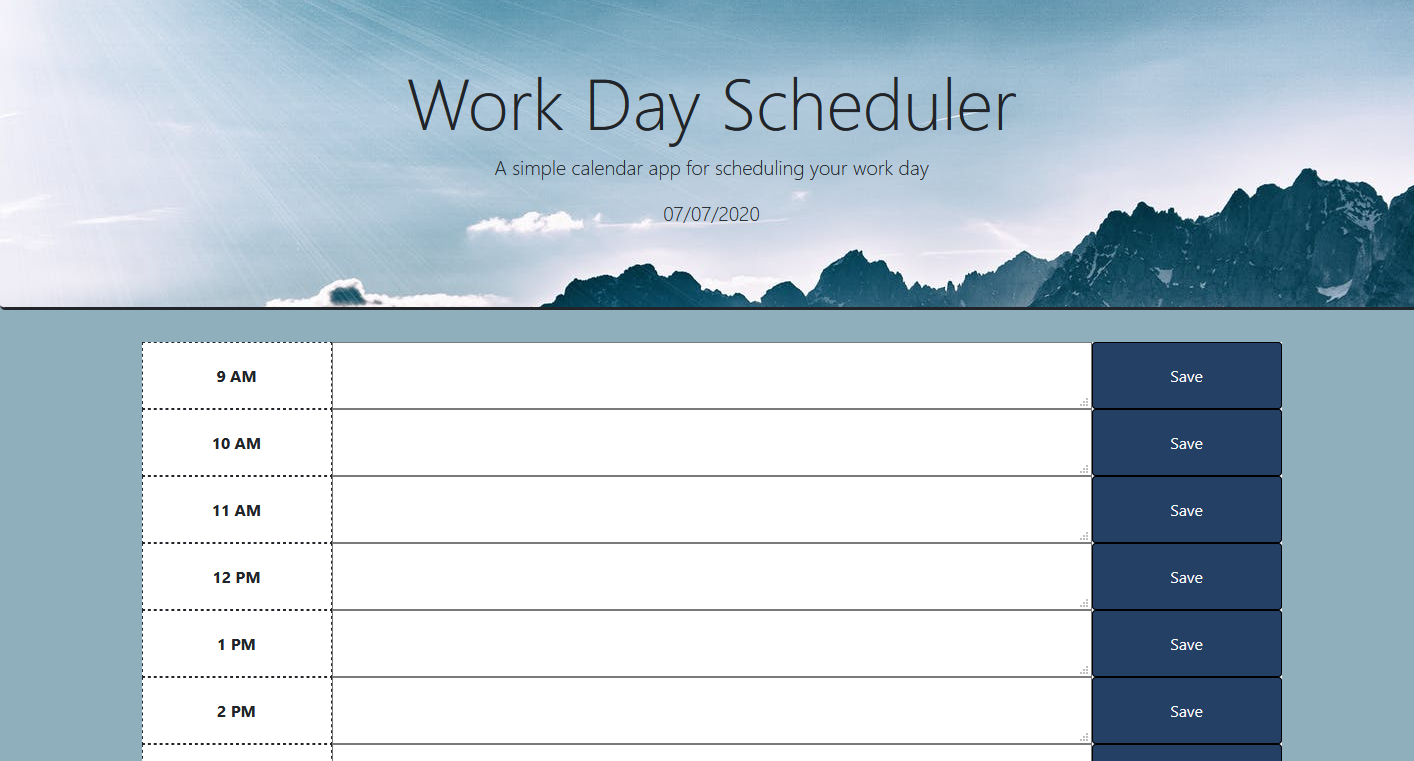 Work Day Scheduler
A simple calendar app for scheduling your work day
07/07/2020
9 AM Save
10 AM Save
11 AM Save
12 PM Save
1 PM Save
2 PM Save